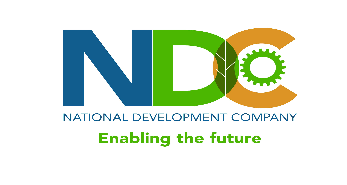 NDC
NATIONAL DEVELOPMENT COMPANY
Enabling the future